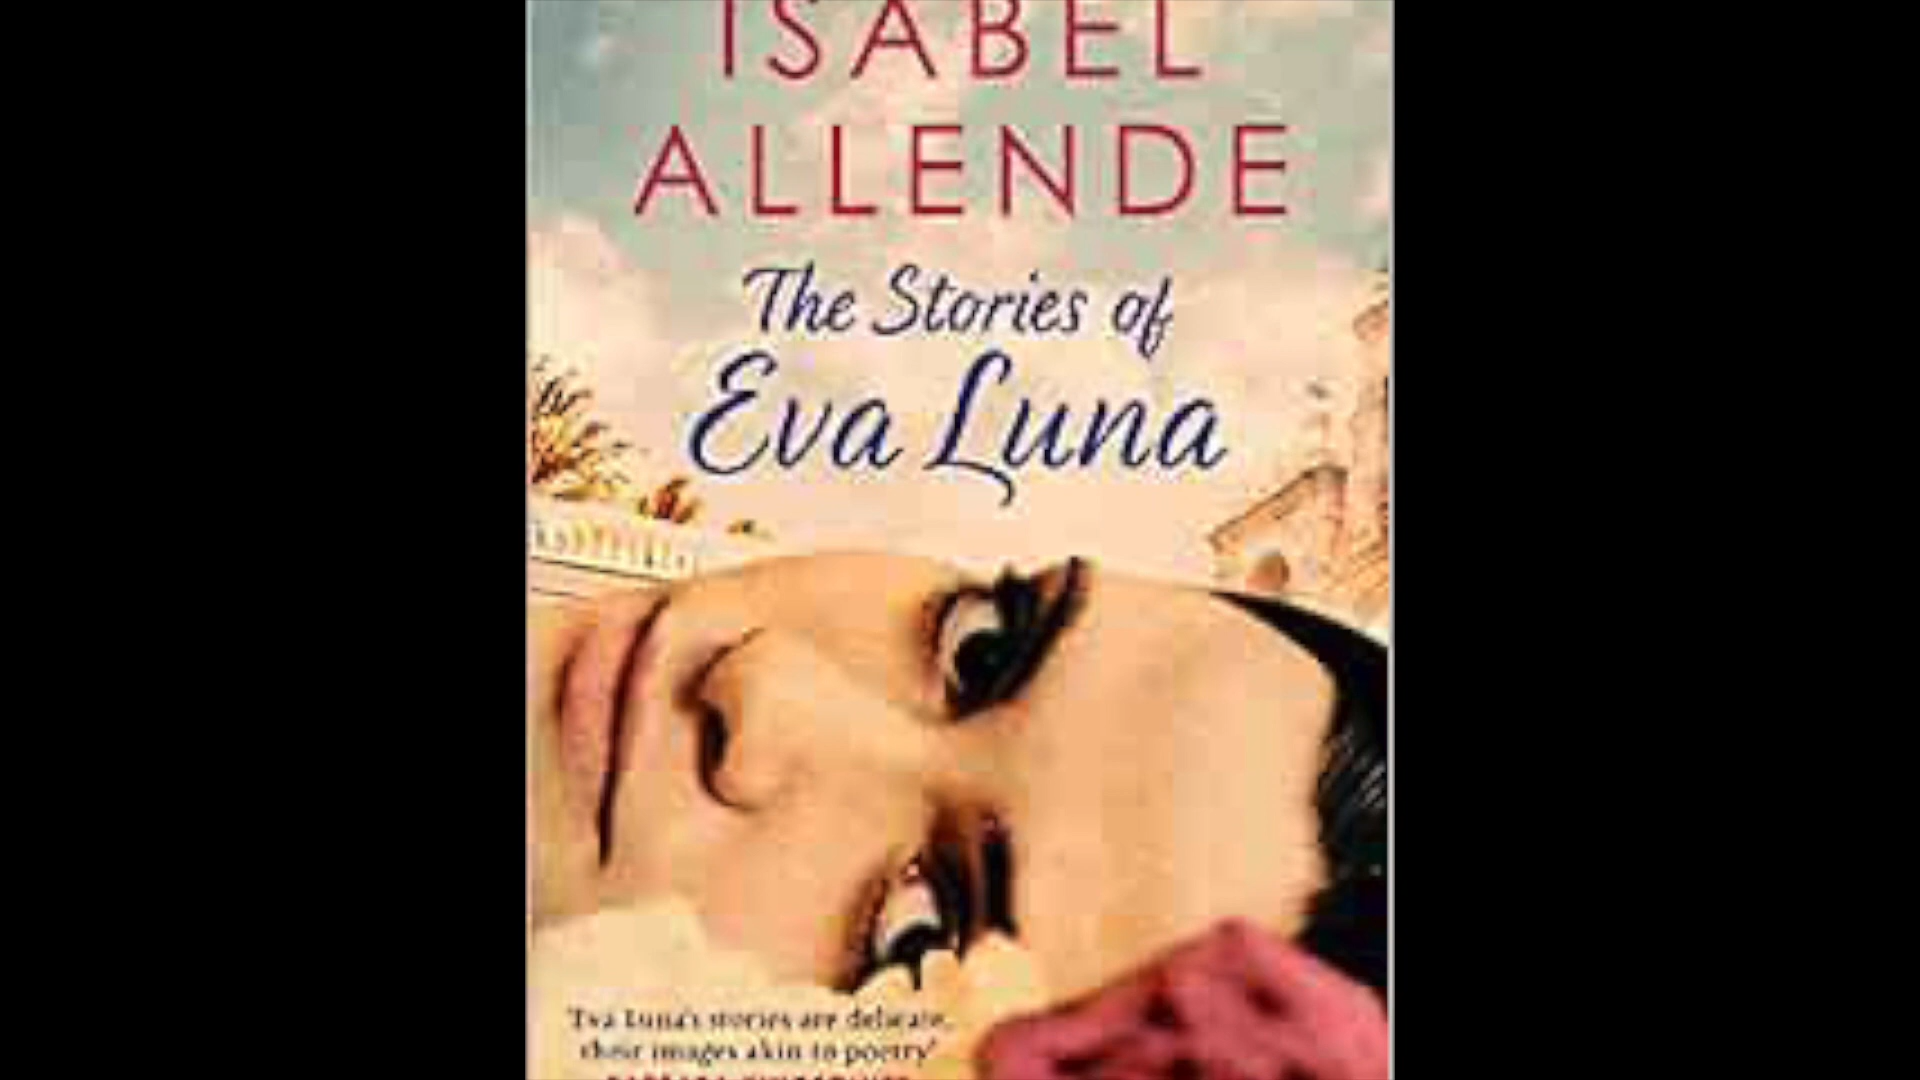 ISABEL
ALLENDE
The Stories of
Eva Luna
'Eva Luna's stories are delicate,
their images akin to poetry'